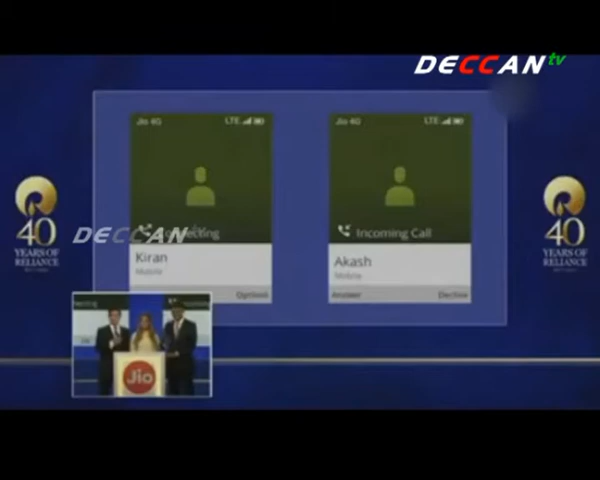 DECCAN tv
Jio 4G LTE
Jio 4G LTE
40
YEARS OF
RELIANCE
40
YEARS OF
RELIANCE
DECCAN
Incoming Call
Kiran
Mobile
Akash
Mobile
Options
Answer Decline
Jio